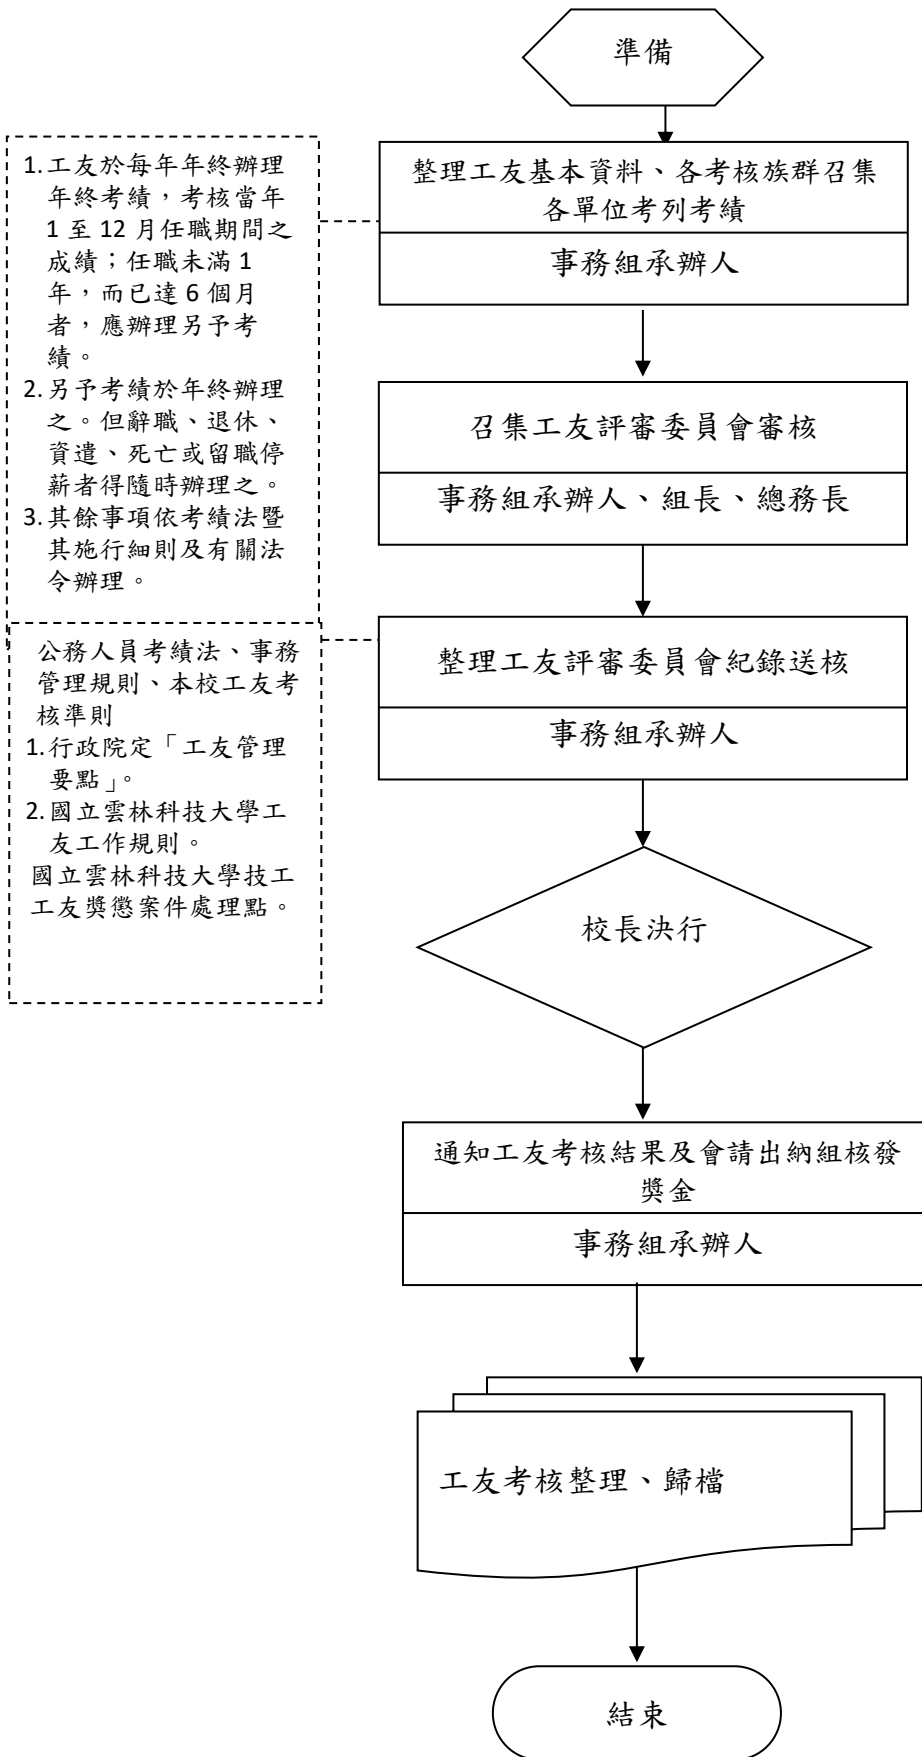 準備
整理工友基本資料、各考核族群召集
各單位考列考績
事務組承辦人
1.工友於每年年終辦理
年終考績，考核當年
1 至 12 月任職期間之
成績；任職未滿 1
年，而已達 6 個月
者，應辦理另予考
績。
2.另予考績於年終辦理
之。但辭職、退休、
資遣、死亡或留職停
薪者得隨時辦理之。
3.其餘事項依考績法暨
其施行細則及有關法
令辦理。
召集工友評審委員會審核
事務組承辦人、組長、總務長
整理工友評審委員會紀錄送核
事務組承辦人
公務人員考績法、事務
管理規則、本校工友考
核準則
1.行政院定「工友管理
要點」。
2.國立雲林科技大學工
友工作規則。
國立雲林科技大學技工
工友獎懲案件處理點。
校長決行
通知工友考核結果及會請出納組核發
獎金
事務組承辦人
工友考核整理、歸檔
結束